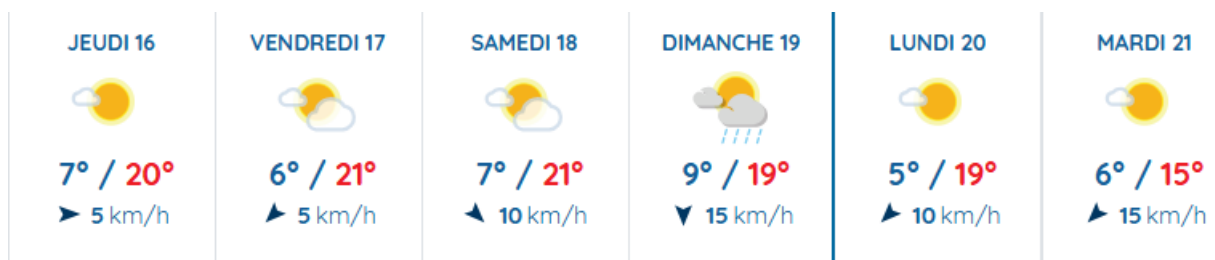 JEUDI 16
7° / 20°
5 km/h
VENDREDI 17
6° / 21°
5 km/h
SAMEDI 18
7° / 21°
10 km/h
DIMANCHE 19
9° / 19°
15 km/h
LUNDI 20
5° / 19°
10 km/h
MARDI 21
6° / 15°
15 km/h